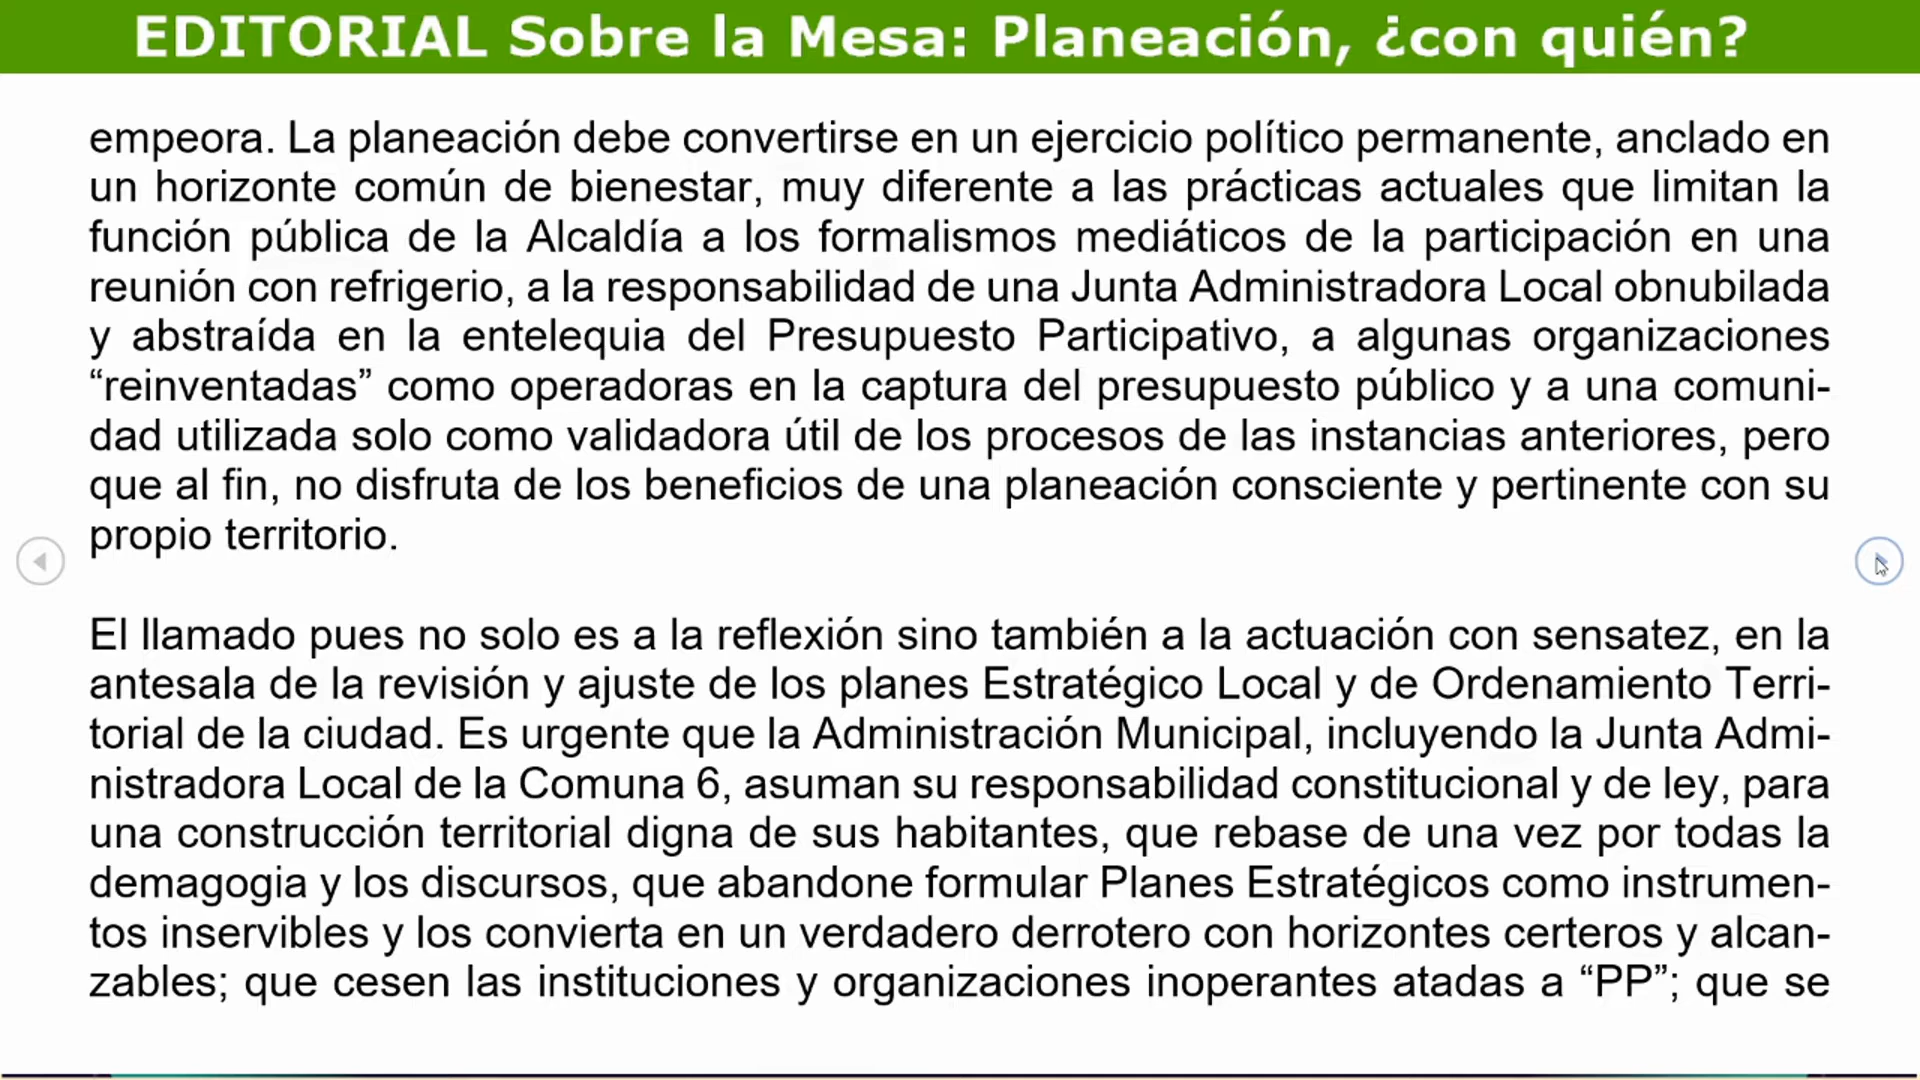 EDITORIAL Sobre la Mesa: Planeación, ¿con quién?
empeora. La planeación debe convertirse en un ejercicio político permanente, anclado en
un horizonte común de bienestar, muy diferente a las prácticas actuales que limitan la
función pública de la Alcaldía a los formalismos mediáticos de la participación en una
reunión con refrigerio, a la responsabilidad de una Junta Administradora Local obnubilada
y abstraída en la entelequia del Presupuesto Participativo, a algunas organizaciones
“reinventadas” como operadoras en la captura del presupuesto público y a una comuni-
dad utilizada solo como validadora útil de los procesos de las instancias anteriores, pero
que al fin, no disfruta de los beneficios de una planeación consciente y pertinente con su
propio territorio.
El llamado pues no solo es a la reflexión sino también a la actuación con sensatez, en la
antesala de la revisión y ajuste de los planes Estratégico Local y de Ordenamiento Terri-
torial de la ciudad. Es urgente que la Administración Municipal, incluyendo la Junta Admi-
nistradora Local de la Comuna 6, asuman su responsabilidad constitucional y de ley, para
una construcción territorial digna de sus habitantes, que rebase de una vez por todas la
demagogia y los discursos, que abandone formular Planes Estratégicos como instrumen-
tos inservibles y los convierta en un verdadero derrotero con horizontes certeros y alcan-
zables; que cesen las instituciones y organizaciones inoperantes atadas a “PP”; que se